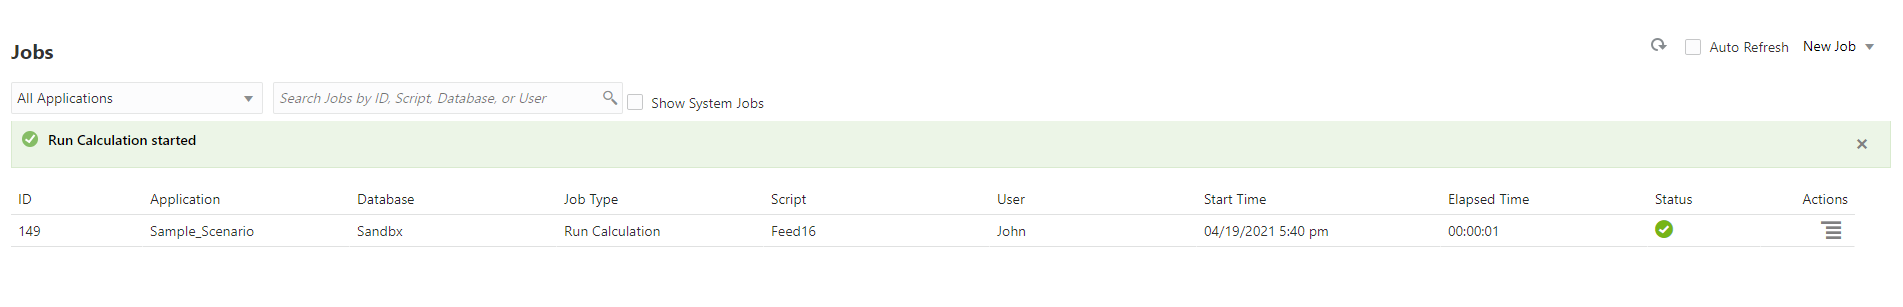 Jobs
Auto Refresh New Job
All Applications Search Jobs by ID, Script, Database, or User Show System Jobs
Run Calculation started
ID Application Database Job Type Script User Start Time Elapsed Time Status Actions
149 Sample_Scenario Sandbx Run Calculation Feed16 John 04/19/2021 5:40 pm 00:00:01